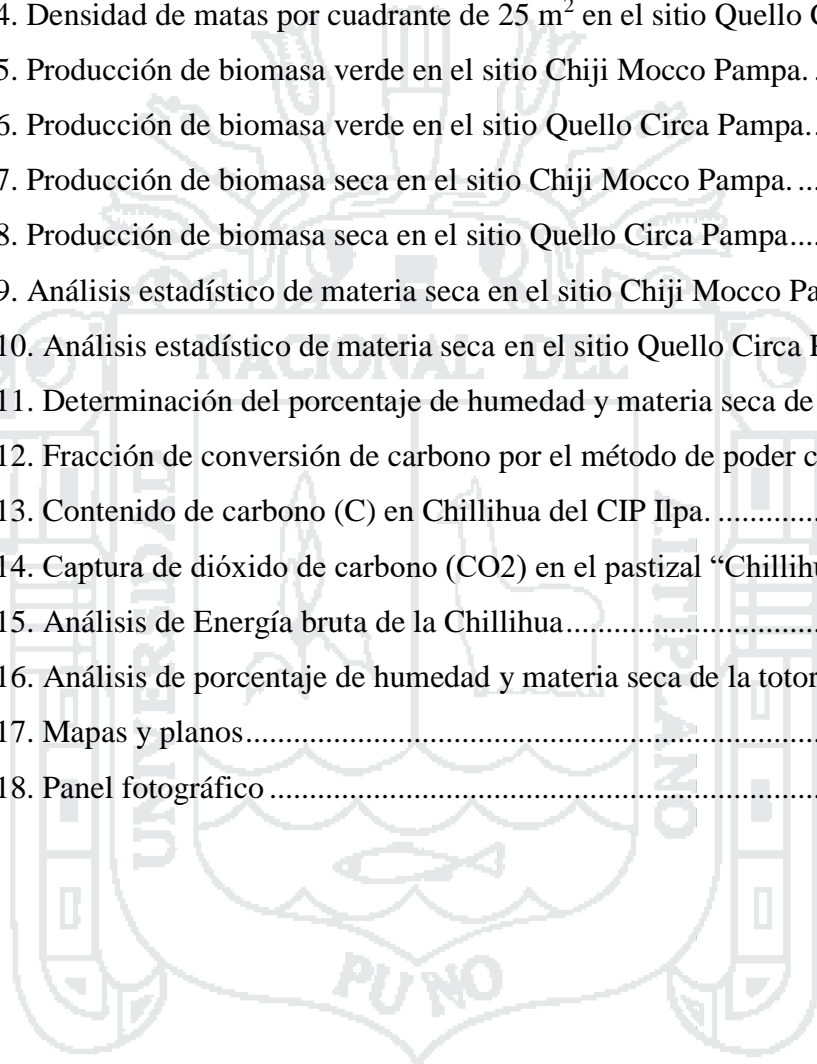 4. Densidad de matas por cuadrante de 25 m² en el sitio Quello
5. Producción de biomasa verde en el sitio Chiji Mocco Pampa. .
6. Producción de biomasa verde en el sitio Quello Circa Pampa. .
7. Producción de biomasa seca en el sitio Chiji Mocco Pampa. ...
8. Producción de biomasa seca en el sitio Quello Circa Pampa....
9. Análisis estadístico de materia seca en el sitio Chiji Mocco
10. Análisis estadístico de materia seca en el sitio Quello Circa
11. Determinación del porcentaje de humedad y materia seca de
12. Fracción de conversión de carbono por el método de poder
13. Contenido de carbono (C) en Chillihua del CIP Ilpa. ................
14. Captura de dióxido de carbono (CO2) en el pastizal
15. Análisis de Energía bruta de la Chillihua........................................
16. Análisis de porcentaje de humedad y materia seca de la
17. Mapas y planos........................................................................................
18. Panel fotográfico .....................................................................................
UNIVERSIDAD NACIONAL DEL ALTIPLANO
PUNO